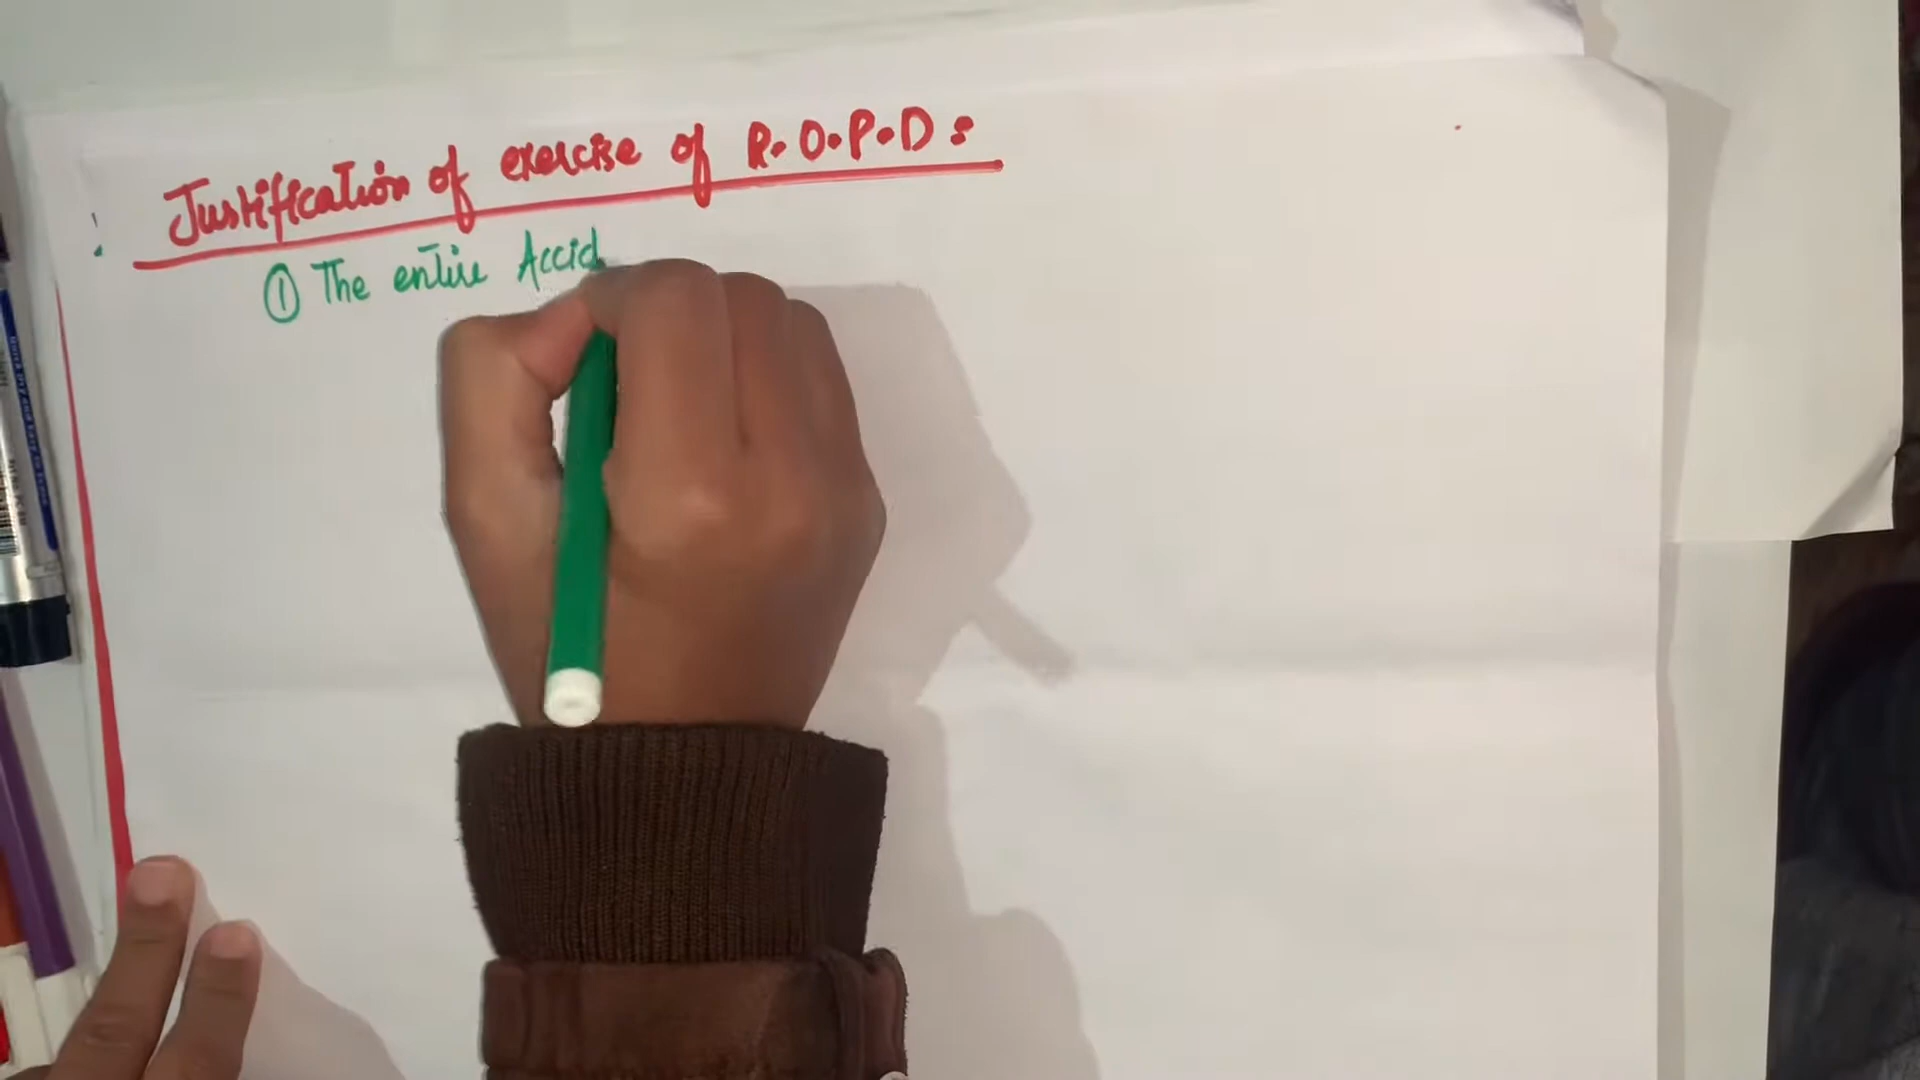 Justification of exercise of R.O.P.D:
① The entire Accid